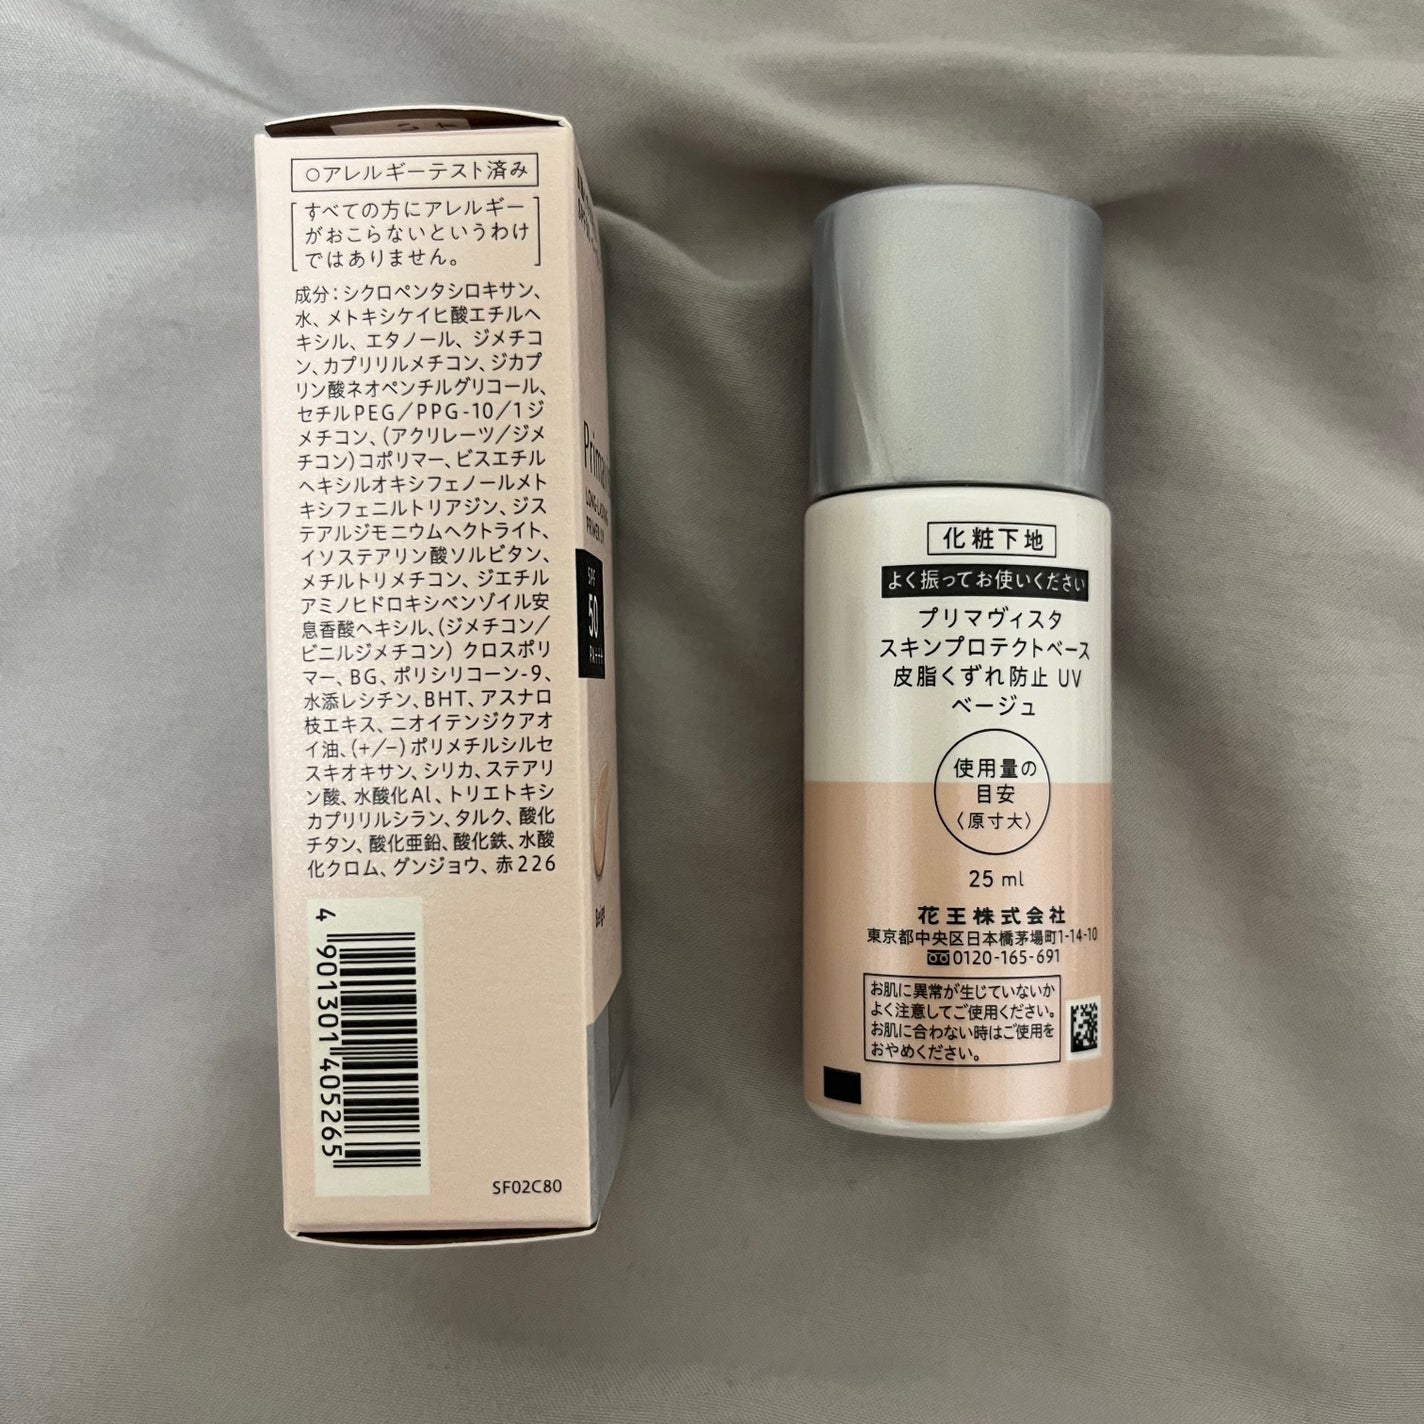 ○アレルギーテスト済み
すべての方にアレルギー
がおこらないというわけ
ではありません。
成分：シクロペンタシロキサン、
水、メトキシケイヒ酸エチルヘ
キシル、エタノール、ジメチコ
ン、カプリリルメチコン、ジカプ
リン酸ネオペンチルグリコール、
セチルPEG／PPG-10／1ジ
メチコン、(アクリレーツ／ジメ
チコン)コポリマー、ビスエチル
ヘキシルオキシフェノールメト
キシフェニルトリアジン、ジス
テアルジモニウムヘクトライト、
イソステアリン酸ソルビタン、
メチルトリメチコン、ジエチル
アミノヒドロキシベンゾイル安
息香酸ヘキシル、(ジメチコン／
ビニルジメチコン) クロスポリ
マー、BG、ポリシリコーン-9、
水添レシチン、BHT、アスナロ
枝エキス、ニオイテンジクアオ
イ油、(＋／−)ポリメチルシルセ
スキオキサン、シリカ、ステアリ
ン酸、水酸化Al、トリエトキシ
カプリリルシラン、タルク、酸化
チタン、酸化亜鉛、酸化鉄、水酸
化クロム、グンジョウ、赤226
4 901301 405265
SF02C80
Prima
SPF
50
PA+++
化粧下地
よく振ってお使いください
プリマヴィスタ
スキンプロテクトベース
皮脂くずれ防止 UV
ベージュ
使用量の
目安
〈原寸大〉
25 ml
花王株式会社
東京都中央区日本橋茅場町1-14-10
0120-165-691
お肌に異常が生じていないか
よく注意してご使用ください。
お肌に合わない時はご使用を
おやめください。